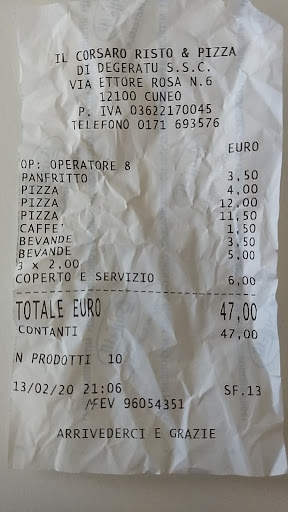 IL CORSARO RISTO & PIZZA
DI DEGERATU S.S.C.
VIA ETTORE ROSA N.6
12100 CUNEO
P. IVA 03622170045
TELEFONO 0171 693576
EURO
OP: OPERATORE 8
PANFRITTO 3,50
PIZZA 4,00
PIZZA 12,00
PIZZA 11,50
CAFFE' 1,50
BEVANDE 3,50
BEVANDE 5,00
3 x 2,00
COPERTO E SERVIZIO 6,00
TOTALE EURO 47,00
CONTANTI 47,00
N PRODOTTI 10
13/02/20 21:06 SF.13
EV 96054351
ARRIVEDERCI E GRAZIE